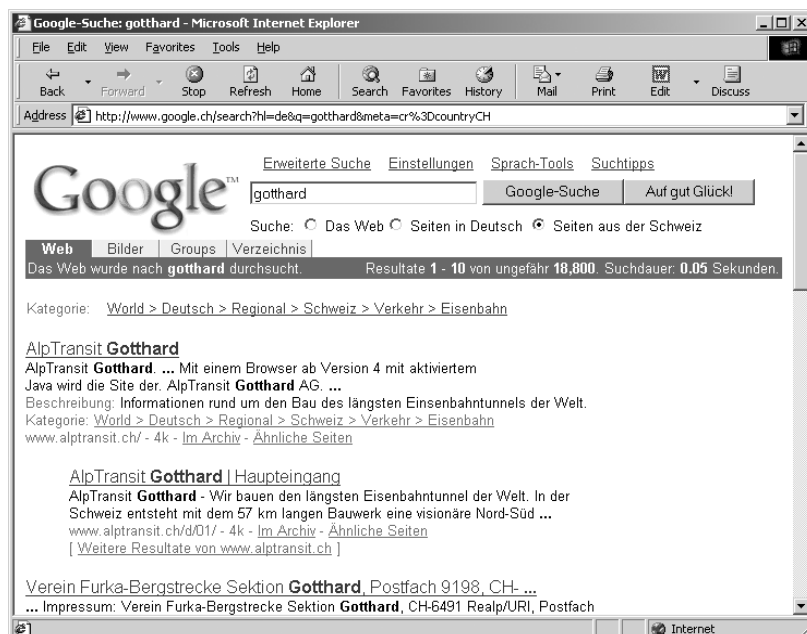 Google-Suche: gotthard - Microsoft Internet Explorer
File Edit View Favorites Tools Help
Back Forward Stop Refresh Home Search Favorites History Mail Print Edit Discuss
Address http://www.google.ch/search?hl=de&q=gotthard&meta=cr%3DcountryCH
Erweiterte Suche Einstellungen Sprach-Tools Suchtipps
Google™ gotthard Google-Suche Auf gut Glück!
Suche: Das Web Seiten in Deutsch Seiten aus der Schweiz
Web Bilder Groups Verzeichnis
Das Web wurde nach gotthard durchsucht. Resultate 1 - 10 von ungefähr 18,800. Suchdauer: 0.05 Sekunden.
Kategorie: World > Deutsch > Regional > Schweiz > Verkehr > Eisenbahn
AlpTransit Gotthard
AlpTransit Gotthard. ... Mit einem Browser ab Version 4 mit aktiviertem
Java wird die Site der. AlpTransit Gotthard AG. ...
Beschreibung: Informationen rund um den Bau des längsten Einsenbahntunnels der Welt.
Kategorie: World > Deutsch > Regional > Schweiz > Verkehr > Eisenbahn
www.alptransit.ch/ - 4k - Im Archiv - Ähnliche Seiten
AlpTransit Gotthard | Haupteingang
AlpTransit Gotthard - Wir bauen den längsten Eisenbahntunnel der Welt. In der
Schweiz entsteht mit dem 57 km langen Bauwerk eine visionäre Nord-Süd ...
www.alptransit.ch/d/01/ - 4k - Im Archiv - Ähnliche Seiten
[ Weitere Resultate von www.alptransit.ch ]
Verein Furka-Bergstrecke Sektion Gotthard, Postfach 9198, CH- ...
... Impressum: Verein Furka-Bergstrecke Sektion Gotthard, CH-6491 Realp/URI, Postfach
Internet